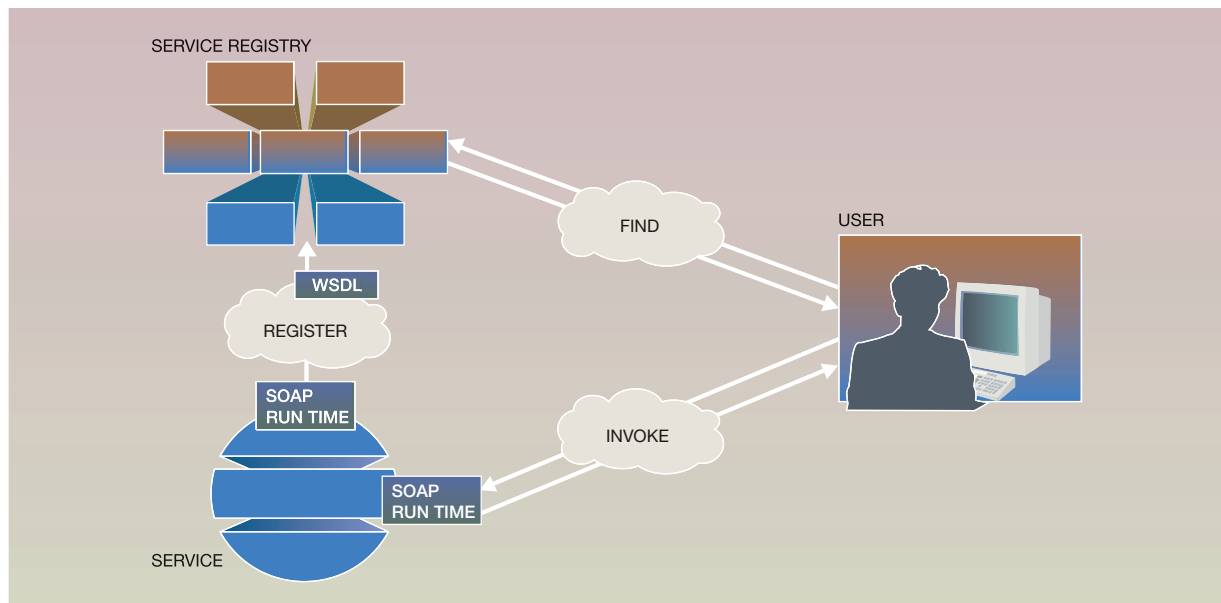 SERVICE REGISTRY
FIND
USER
WSDL
REGISTER
SOAP
RUN TIME
INVOKE
SOAP
RUN TIME
SERVICE